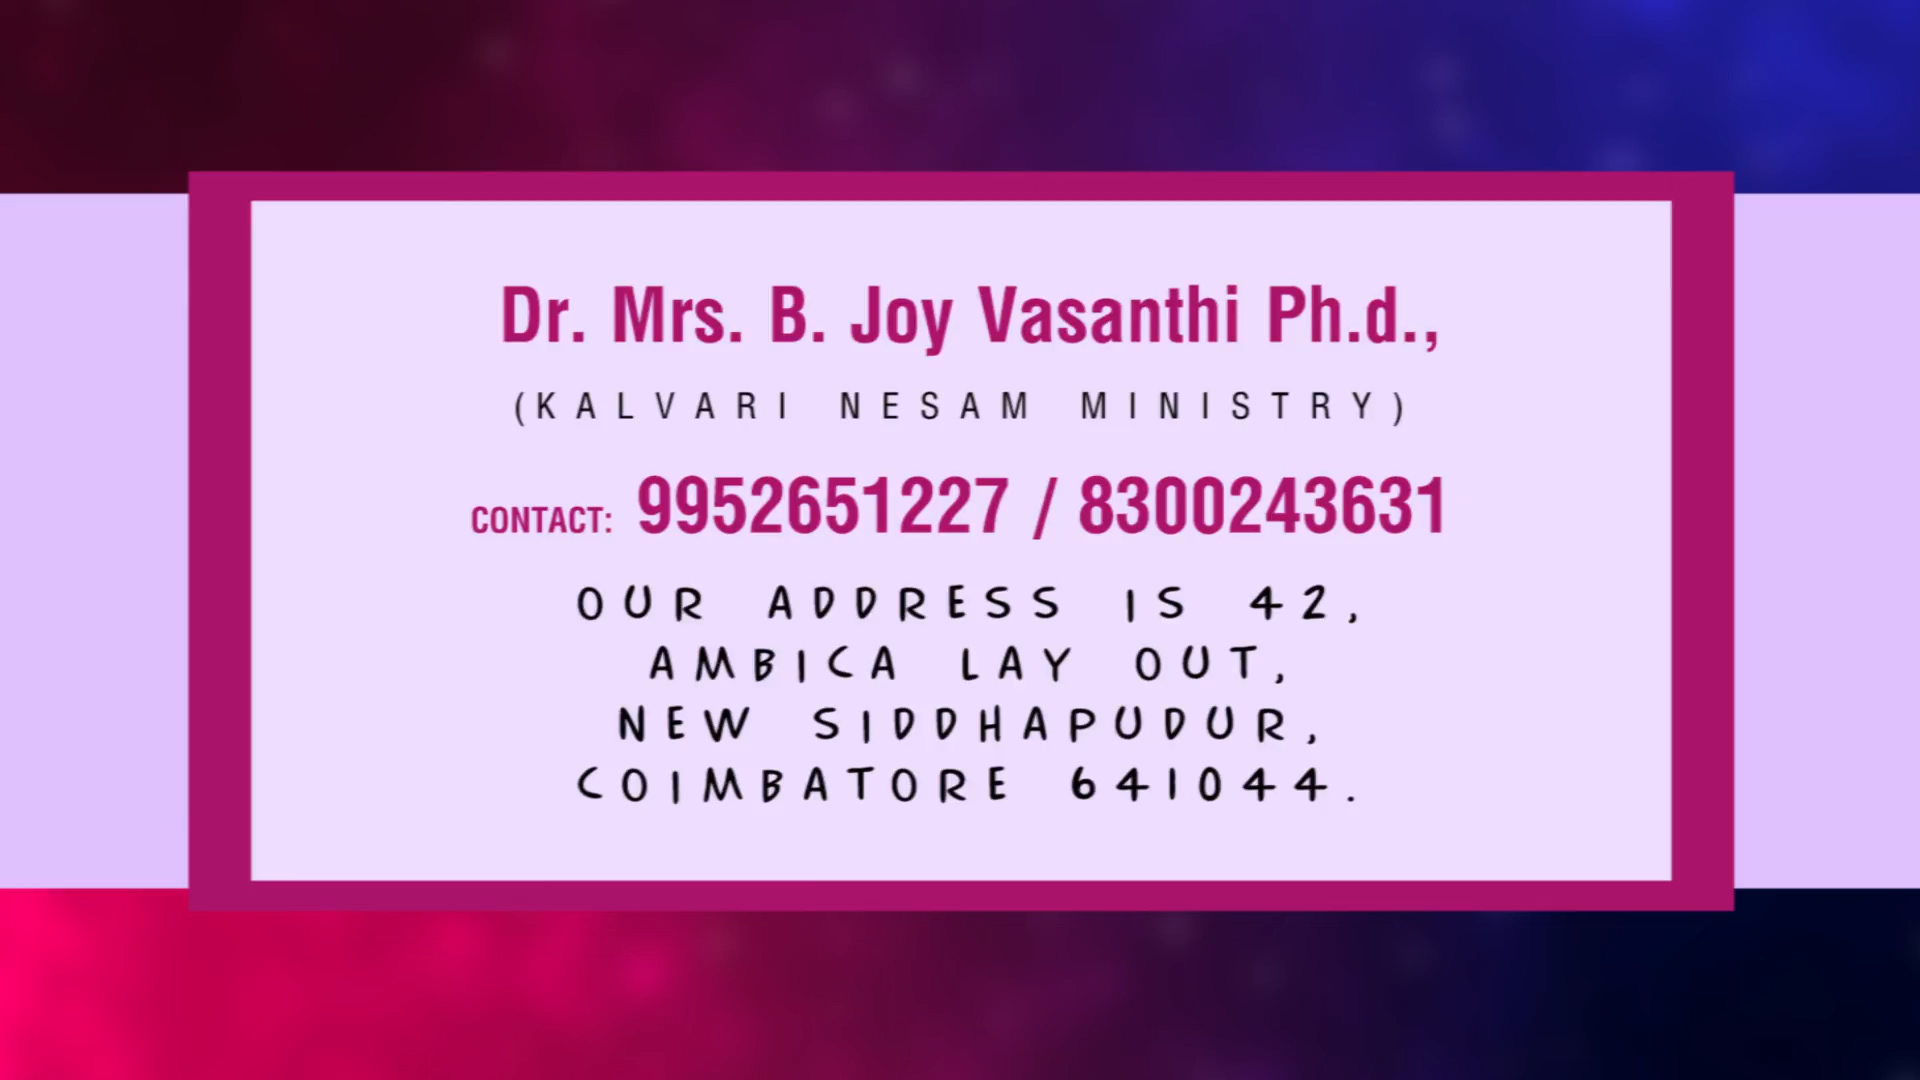 Dr. Mrs. B. Joy Vasanthi Ph.d.,
(KALVARI NESAM MINISTRY)
CONTACT: 9952651227 / 8300243631
OUR ADDRESS IS 42,
AMBICA LAY OUT,
NEW SIDDHAPUDUR,
COIMBATORE 641044.